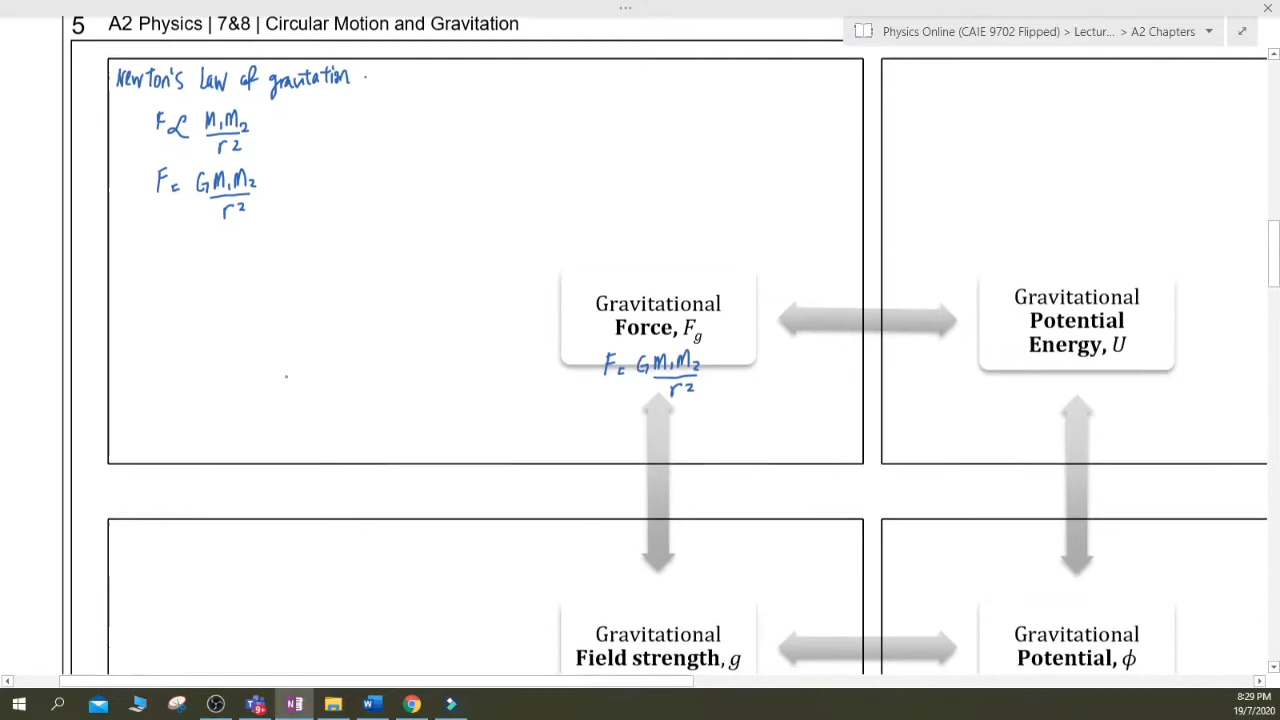 5 A2 Physics | 7&8 | Circular Motion and Gravitation
Physics Online (CAIE 9702 Flipped) > Lectur... > A2 Chapters
Newton's Law of gravitation
F ∝ M₁M₂
r²
F = GM₁M₂
r²
Gravitational
Force, F_g
F = GM₁M₂
r²
Gravitational
Potential
Energy, U
Gravitational
Field strength, g
Gravitational
Potential, ϕ
8:29 PM
19/7/2020